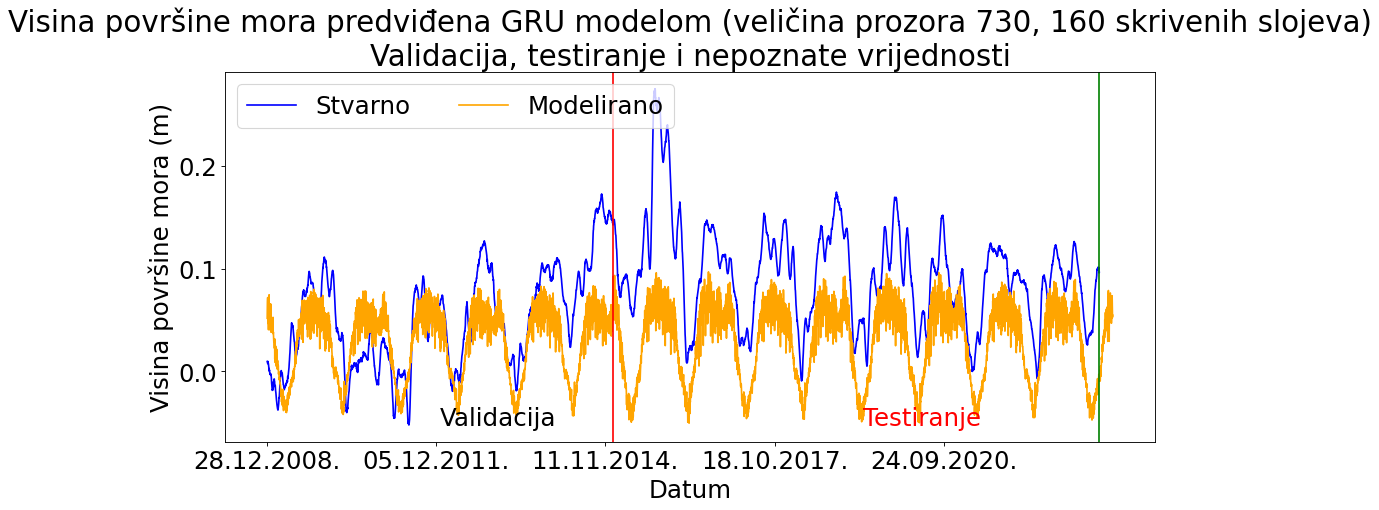 Visina površine mora predviđena GRU modelom (veličina prozora 730, 160 skrivenih slojeva)
Validacija, testiranje i nepoznate vrijednosti
Stvarno
Modelirano
Visina površine mora (m)
0.2
0.1
0.0
Validacija
Testiranje
28.12.2008.
05.12.2011.
11.11.2014.
18.10.2017.
24.09.2020.
Datum